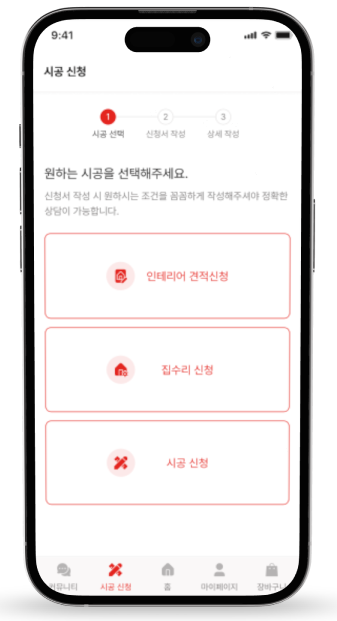 9:41
시공 신청
1
2
3
시공 선택
신청서 작성
상세 작성
원하는 시공을 선택해주세요.
신청서 작성 시 원하시는 조건을 꼼꼼하게 작성해주셔야 정확한
상담이 가능합니다.
인테리어 견적신청
집수리 신청
시공 신청
커뮤니티
시공 신청
홈
마이페이지
장바구니